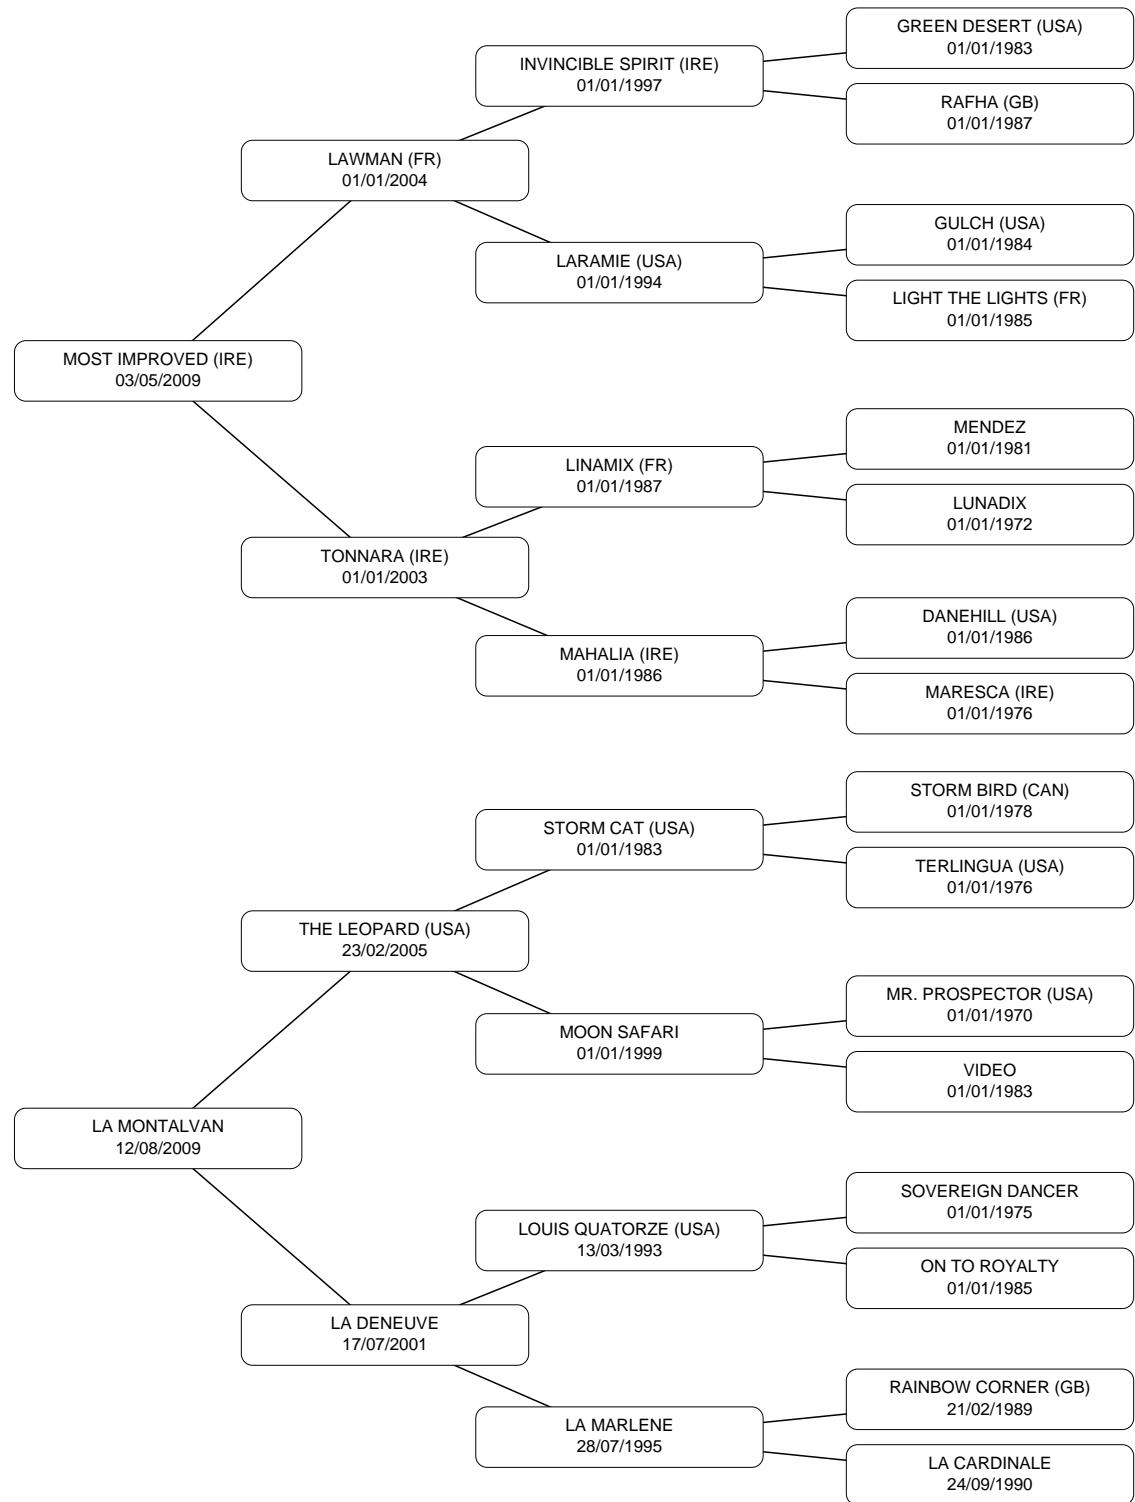 GREEN DESERT (USA)
01/01/1983
INVINCIBLE SPIRIT (IRE)
01/01/1997
RAFHA (GB)
01/01/1987
LAWMAN (FR)
01/01/2004
GULCH (USA)
01/01/1984
LARAMIE (USA)
01/01/1994
LIGHT THE LIGHTS (FR)
01/01/1985
MOST IMPROVED (IRE)
03/05/2009
MENDEZ
01/01/1981
LINAMIX (FR)
01/01/1987
LUNADIX
01/01/1972
TONNARA (IRE)
01/01/2003
DANEHILL (USA)
01/01/1986
MAHALIA (IRE)
01/01/1986
MARESCA (IRE)
01/01/1976
STORM BIRD (CAN)
01/01/1978
STORM CAT (USA)
01/01/1983
TERLINGUA (USA)
01/01/1976
THE LEOPARD (USA)
23/02/2005
MR. PROSPECTOR (USA)
01/01/1970
MOON SAFARI
01/01/1999
VIDEO
01/01/1983
LA MONTALVAN
12/08/2009
SOVEREIGN DANCER
01/01/1975
LOUIS QUATORZE (USA)
13/03/1993
ON TO ROYALTY
01/01/1985
LA DENEUVE
17/07/2001
RAINBOW CORNER (GB)
21/02/1989
LA MARLENE
28/07/1995
LA CARDINALE
24/09/1990